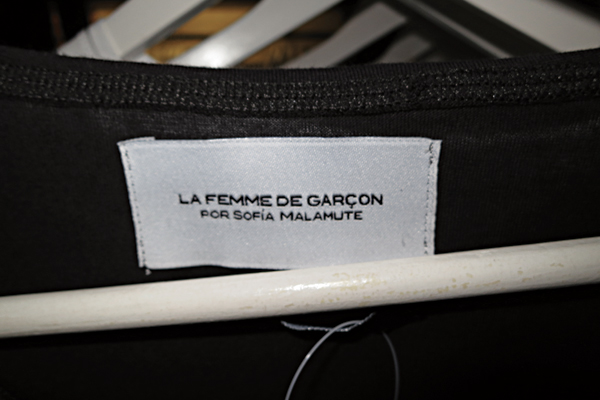 LA FEMME DE GARÇON
POR SOFÍA MALAMUTE